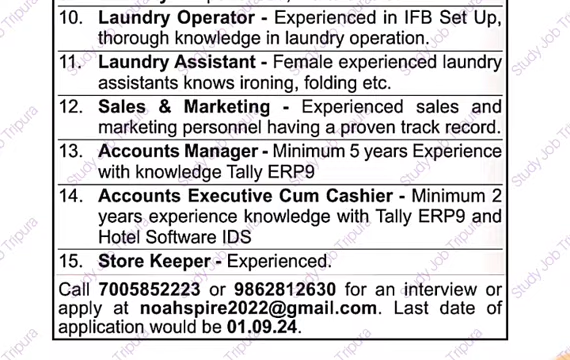 10. Laundry Operator - Experienced in IFB Set Up,
thorough knowledge in laundry operation.
11. Laundry Assistant - Female experienced laundry
assistants knows ironing, folding etc.
12. Sales & Marketing - Experienced sales and
marketing personnel having a proven track record.
13. Accounts Manager - Minimum 5 years Experience
with knowledge Tally ERP9
14. Accounts Executive Cum Cashier - Minimum 2
years experience knowledge with Tally ERP9 and
Hotel Software IDS
15. Store Keeper - Experienced.
Call 7005852223 or 9862812630 for an interview or
apply at noahspire2022@gmail.com. Last date of
application would be 01.09.24.
Study Job Tripura